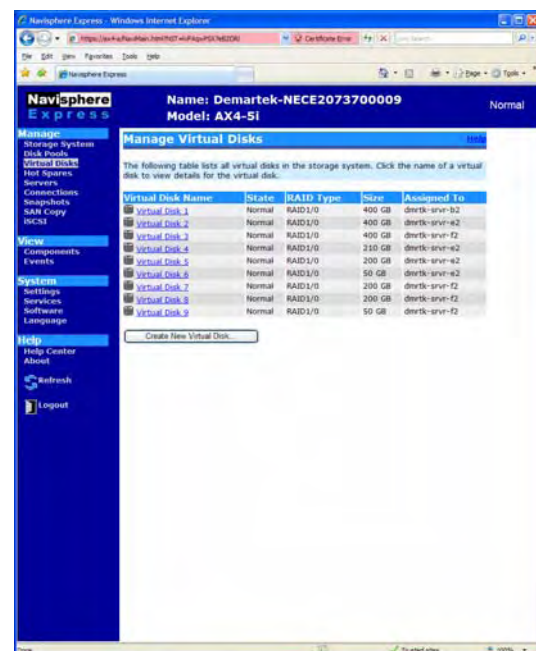 Navisphere Express - Windows Internet Explorer
Certificate Error
File Edit View Favorites Tools Help
Navisphere Express
Page Tools
Navisphere
Express
Name: Demartek-NECE2073700009
Model: AX4-5i
Normal
Manage
Storage System
Disk Pools
Virtual Disks
Hot Spares
Servers
Connections
Snapshots
SAN Copy
iSCSI
View
Components
Events
System
Settings
Services
Software
Language
Help
Help Center
About
Refresh
Logout
Manage Virtual Disks Help
The following table lists all virtual disks in the storage system. Click the name of a virtual
disk to view details for the virtual disk.
Virtual Disk Name State RAID Type Size Assigned To
Virtual Disk 1 Normal RAID1/0 400 GB dmrtk-srvr-b2
Virtual Disk 2 Normal RAID1/0 400 GB dmrtk-srvr-e2
Virtual Disk 3 Normal RAID1/0 400 GB dmrtk-srvr-f2
Virtual Disk 4 Normal RAID1/0 210 GB dmrtk-srvr-e2
Virtual Disk 5 Normal RAID1/0 200 GB dmrtk-srvr-e2
Virtual Disk 6 Normal RAID1/0 50 GB dmrtk-srvr-e2
Virtual Disk 7 Normal RAID1/0 200 GB dmrtk-srvr-f2
Virtual Disk 8 Normal RAID1/0 200 GB dmrtk-srvr-f2
Virtual Disk 9 Normal RAID1/0 50 GB dmrtk-srvr-f2
Create New Virtual Disk...
Done
Trusted sites
100%